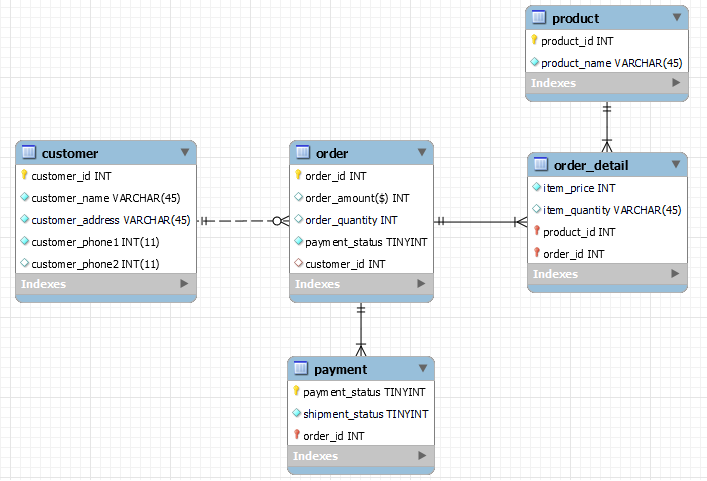 product
product_id INT
product_name VARCHAR(45)
Indexes
customer
customer_id INT
customer_name VARCHAR(45)
customer_address VARCHAR(45)
customer_phone1 INT(11)
customer_phone2 INT(11)
Indexes
order
order_id INT
order_amount($) INT
order_quantity INT
payment_status TINYINT
customer_id INT
Indexes
order_detail
item_price INT
item_quantity VARCHAR(45)
product_id INT
order_id INT
Indexes
payment
payment_status TINYINT
shipment_status TINYINT
order_id INT
Indexes